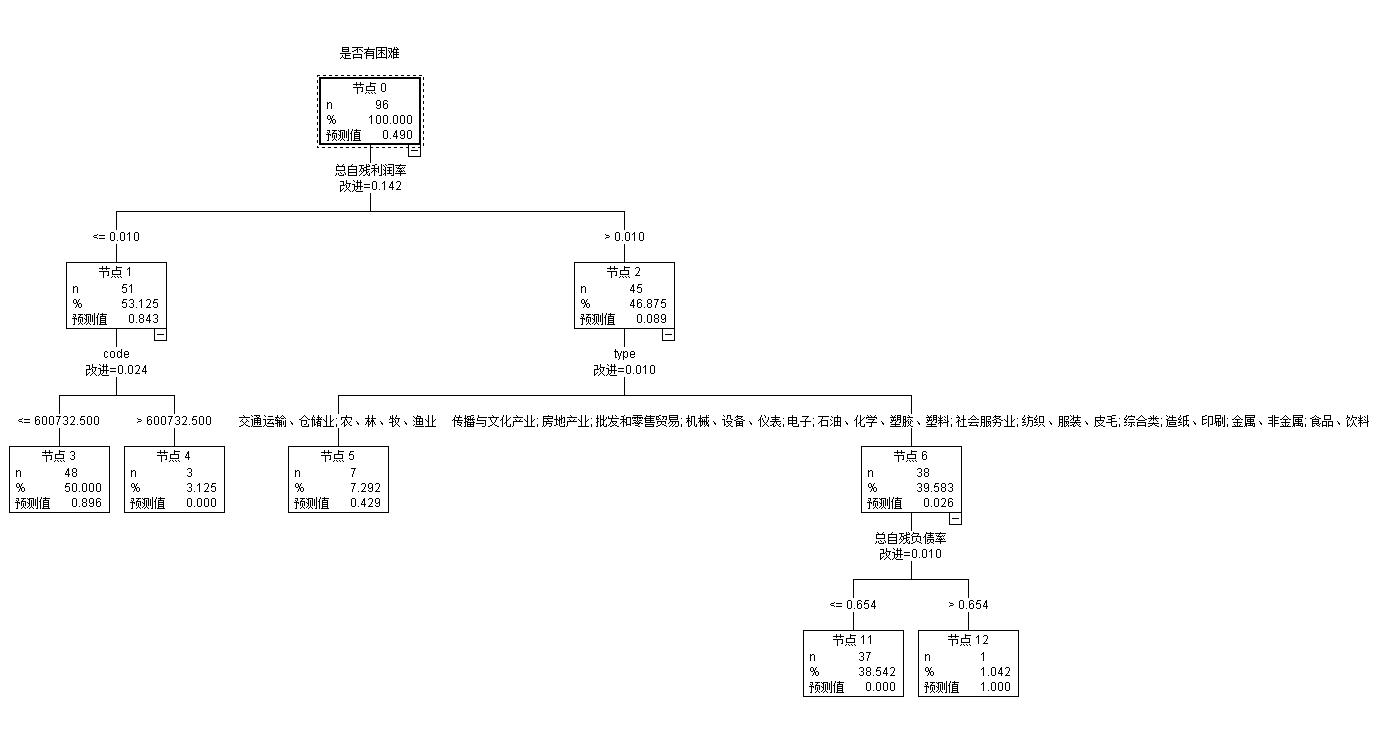 是否有困难
节点 0
n 96
% 100.000
预测值 0.490
总自残利润率
改进=0.142
<= 0.010
> 0.010
节点 1
n 51
% 53.125
预测值 0.843
节点 2
n 45
% 46.875
预测值 0.089
code
改进=0.024
type
改进=0.010
<= 600732.500
> 600732.500
交通运输、仓储业; 农、林、牧、渔业
传播与文化产业; 房地产业; 批发和零售贸易; 机械、设备、仪表; 电子; 石油、化学、塑胶、塑料; 社会服务业; 纺织、服装、皮毛; 综合类; 造纸、印刷; 金属、非金属; 食品、饮料
节点 3
n 48
% 50.000
预测值 0.896
节点 4
n 3
% 3.125
预测值 0.000
节点 5
n 7
% 7.292
预测值 0.429
节点 6
n 38
% 39.583
预测值 0.026
总自残负债率
改进=0.010
<= 0.654
> 0.654
节点 11
n 37
% 38.542
预测值 0.000
节点 12
n 1
% 1.042
预测值 1.000